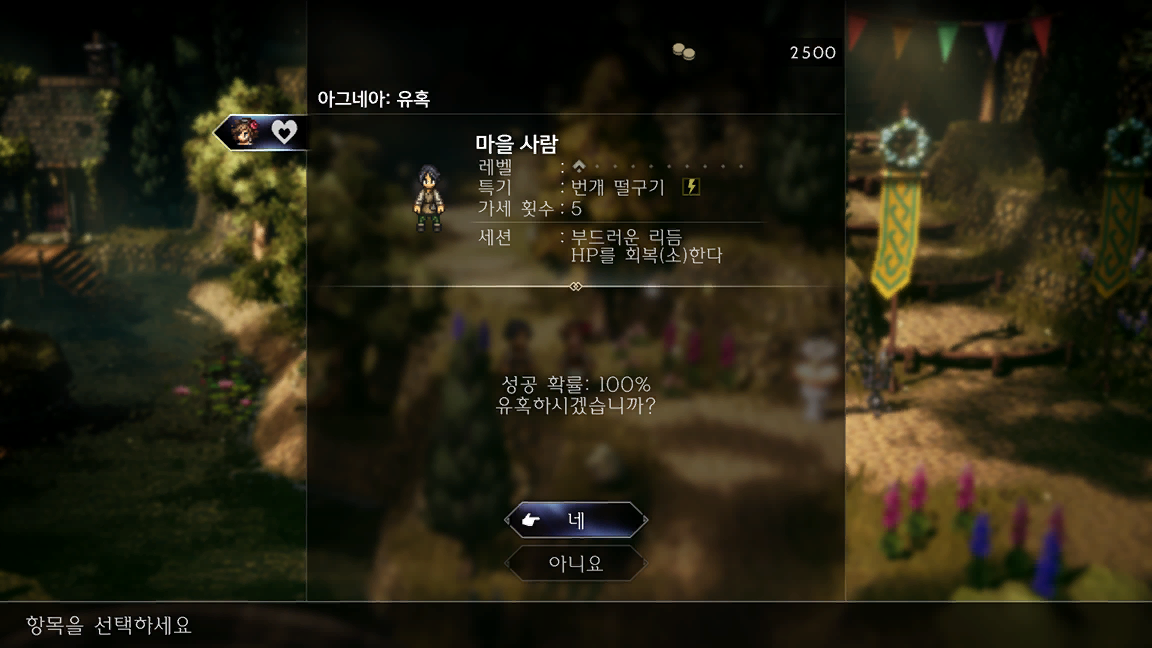 2500
아그네아: 유혹
마을 사람
레벨 :
특기 : 번개 떨구기
가세 횟수 : 5
세션 : 부드러운 리듬
HP를 회복(소)한다
성공 확률: 100%
유혹하시겠습니까?
네
아니요
항목을 선택하세요